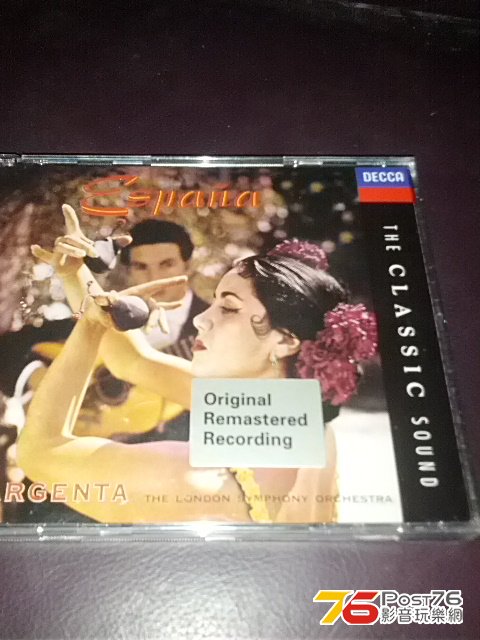 España
DECCA
THE CLASSIC SOUND
Original
Remastered
Recording
ARGENTA
THE LONDON SYMPHONY ORCHESTRA
76 Post76
影音玩樂網